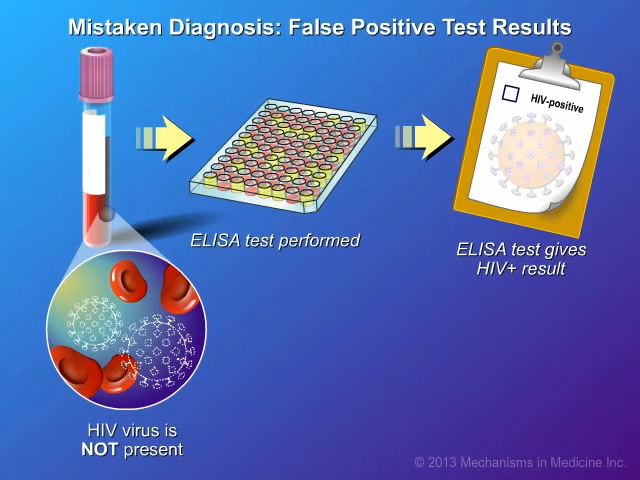 Mistaken Diagnosis: False Positive Test Results
HIV-positive
ELISA test performed
ELISA test gives
HIV+ result
HIV virus is
NOT present
© 2013 Mechanisms in Medicine Inc.